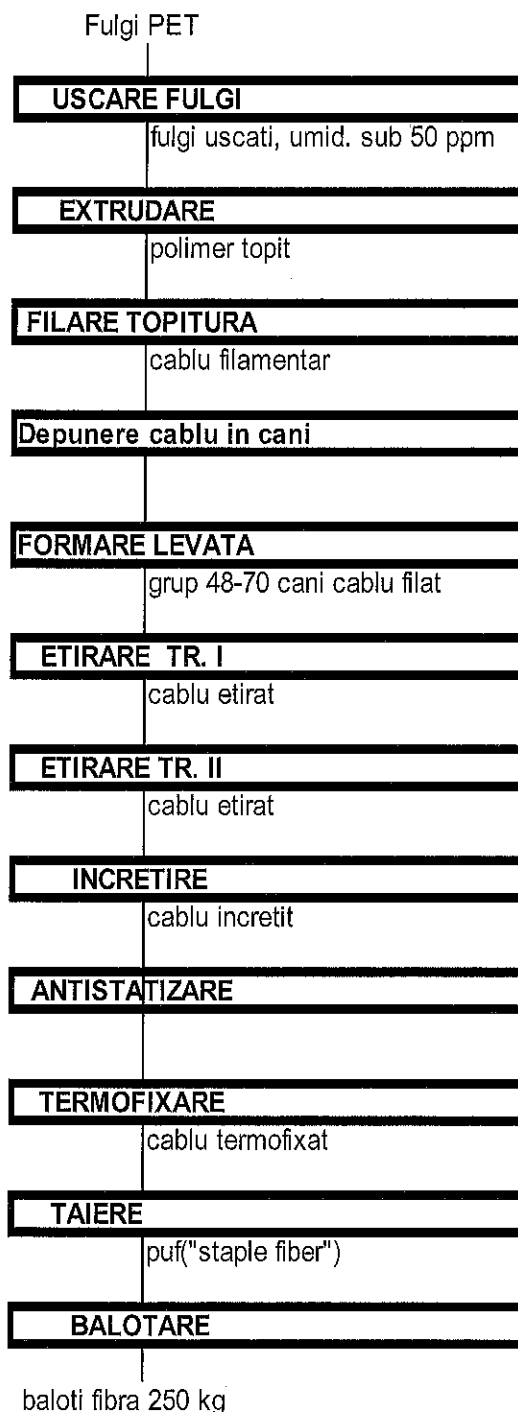 Fulgi PET
USCARE FULGI
fulgi uscati, umid. sub 50 ppm
EXTRUDARE
polimer topit
FILARE TOPITURA
cablu filamentar
Depunere cablu in cani
FORMARE LEVATA
grup 48-70 cani cablu filat
ETIRARE TR. I
cablu etirat
ETIRARE TR. II
cablu etirat
INCRETIRE
cablu incretit
ANTISTATIZARE
TERMOFIXARE
cablu termofixat
TAIERE
puf("staple fiber")
BALOTARE
baloti fibra 250 kg